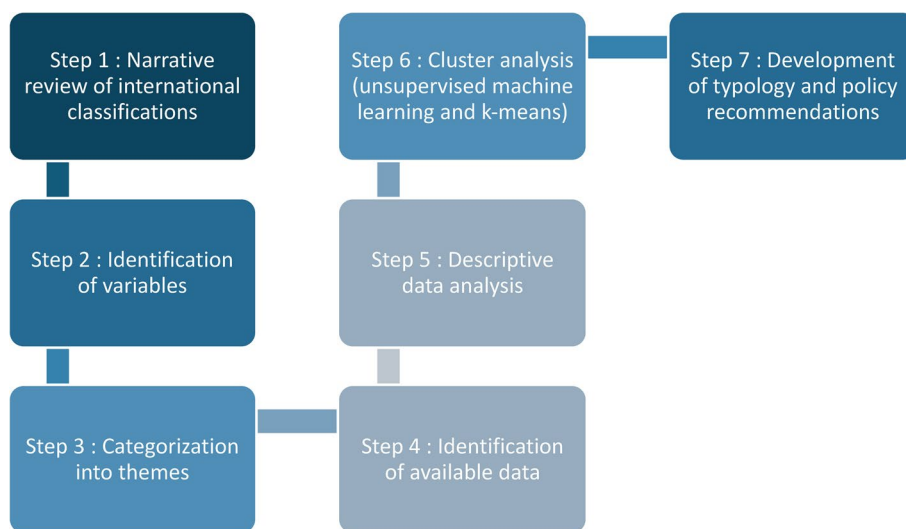 Step 1 : Narrative
review of international
classifications
Step 2 : Identification
of variables
Step 3 : Categorization
into themes
Step 4 : Identification
of available data
Step 5 : Descriptive
data analysis
Step 6 : Cluster analysis
(unsupervised machine
learning and k-means)
Step 7 : Development
of typology and policy
recommendations